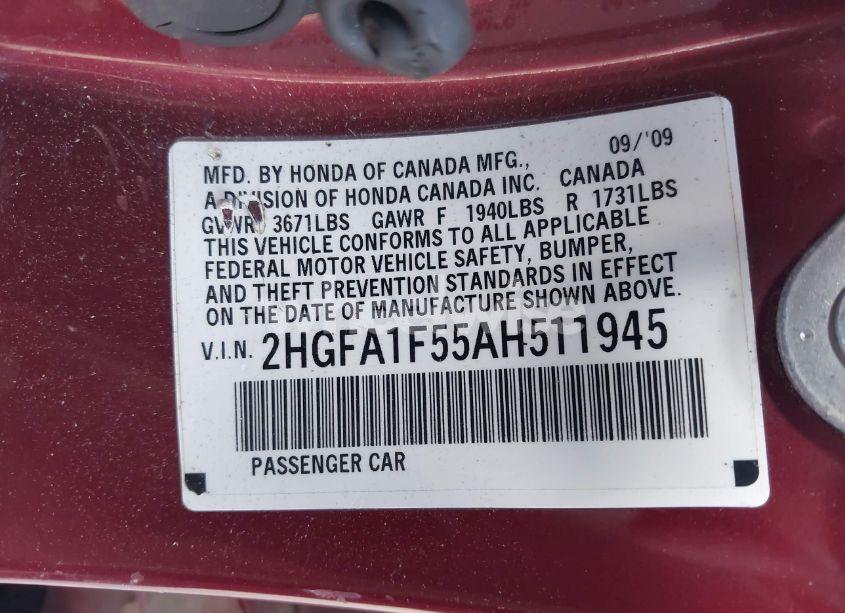 09/'09
MFD. BY HONDA OF CANADA MFG.,
A DIVISION OF HONDA CANADA INC. CANADA
GVWR 3671LBS GAWR F 1940LBS R 1731LBS
THIS VEHICLE CONFORMS TO ALL APPLICABLE
FEDERAL MOTOR VEHICLE SAFETY, BUMPER,
AND THEFT PREVENTION STANDARDS IN EFFECT
ON THE DATE OF MANUFACTURE SHOWN ABOVE.
V.I.N. 2HGFA1F55AH511945
PASSENGER CAR